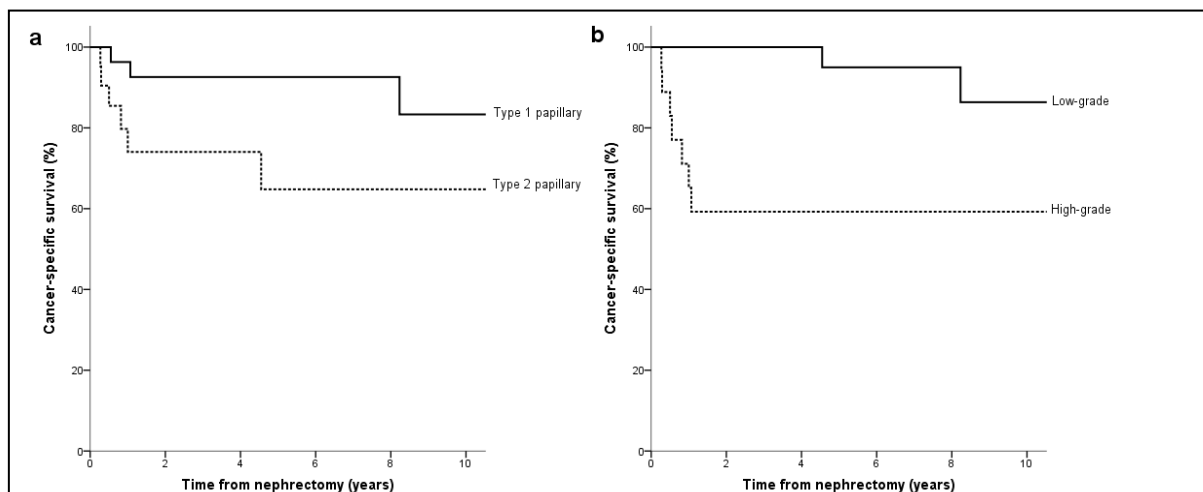 a
100
80
60
40
20
0
Cancer-specific survival (%)
Type 1 papillary
Type 2 papillary
0 2 4 6 8 10
Time from nephrectomy (years)
b
100
80
60
40
20
0
Cancer-specific survival (%)
Low-grade
High-grade
0 2 4 6 8 10
Time from nephrectomy (years)